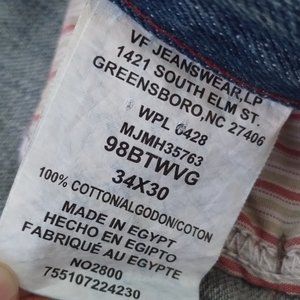 VF JEANSWEAR,LP
1421 SOUTH ELM ST.
GREENSBORO,NC 27406
WPL 6428
MJMH35763
98BTWVG
34X30
100% COTTON/ALGODON/COTON
MADE IN EGYPT
HECHO EN EGIPTO
FABRIQUÉ AU EGYPTE
NO2800
755107224230